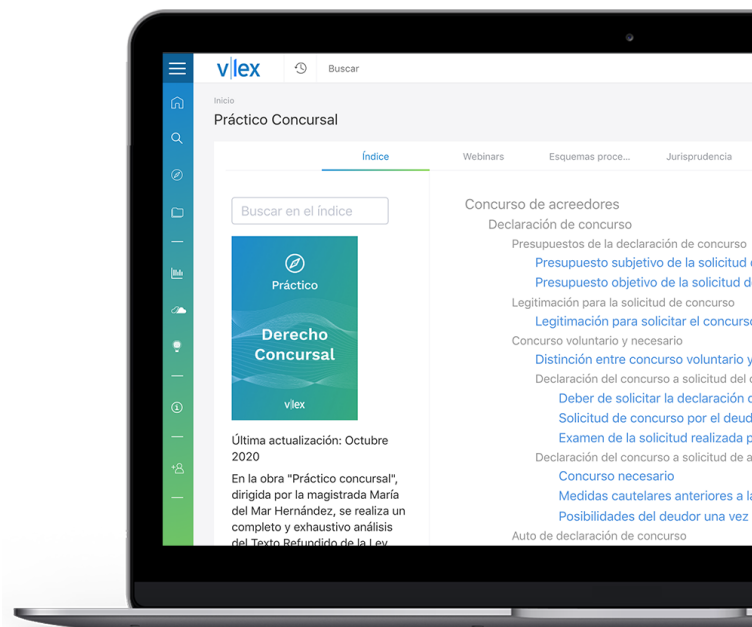 vlex
Buscar
Inicio
Práctico Concursal
Índice
Webinars
Esquemas proce...
Jurisprudencia
Buscar en el índice
Práctico
Derecho
Concursal
vlex
Última actualización: Octubre
2020
En la obra "Práctico concursal",
dirigida por la magistrada María
del Mar Hernández, se realiza un
completo y exhaustivo análisis
del Texto Refundido de la Ley
Concurso de acreedores
Declaración de concurso
Presupuestos de la declaración de concurso
Presupuesto subjetivo de la solicitud
Presupuesto objetivo de la solicitud
Legitimación para la solicitud de concurso
Legitimación para solicitar el concurso
Concurso voluntario y necesario
Distinción entre concurso voluntario y
Declaración del concurso a solicitud del
Deber de solicitar la declaración
Solicitud de concurso por el
Examen de la solicitud realizada
Declaración del concurso a solicitud de
Concurso necesario
Medidas cautelares anteriores a
Posibilidades del deudor una vez
Auto de declaración de concurso